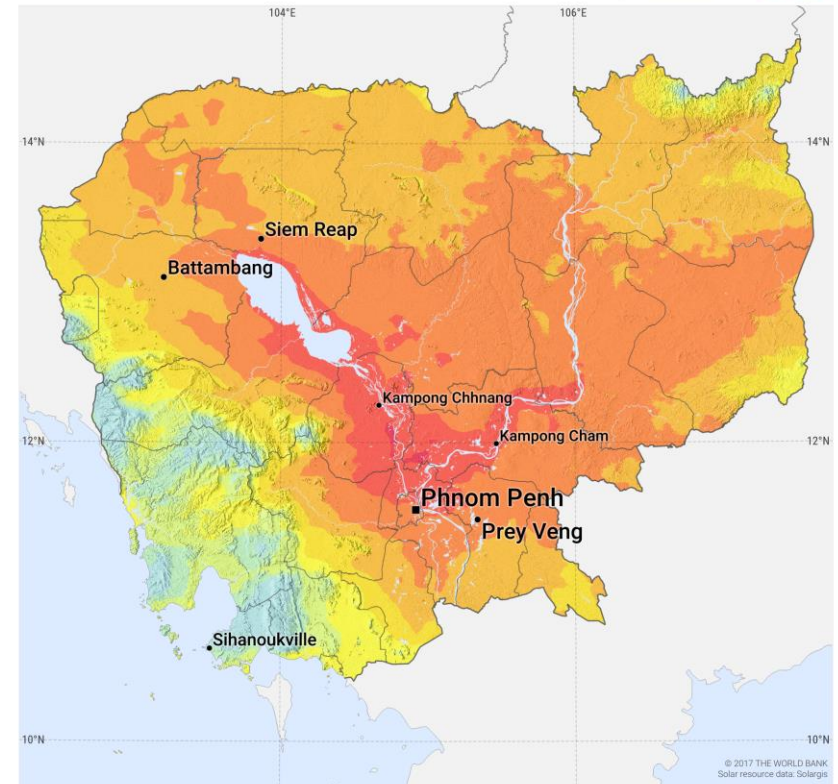 104°E
106°E
14°N
14°N
Siem Reap
Battambang
Kampong Chhnang
12°N
Kampong Cham
12°N
Phnom Penh
Prey Veng
Sihanoukville
10°N
10°N
© 2017 THE WORLD BANK
Solar resource data: Solargis